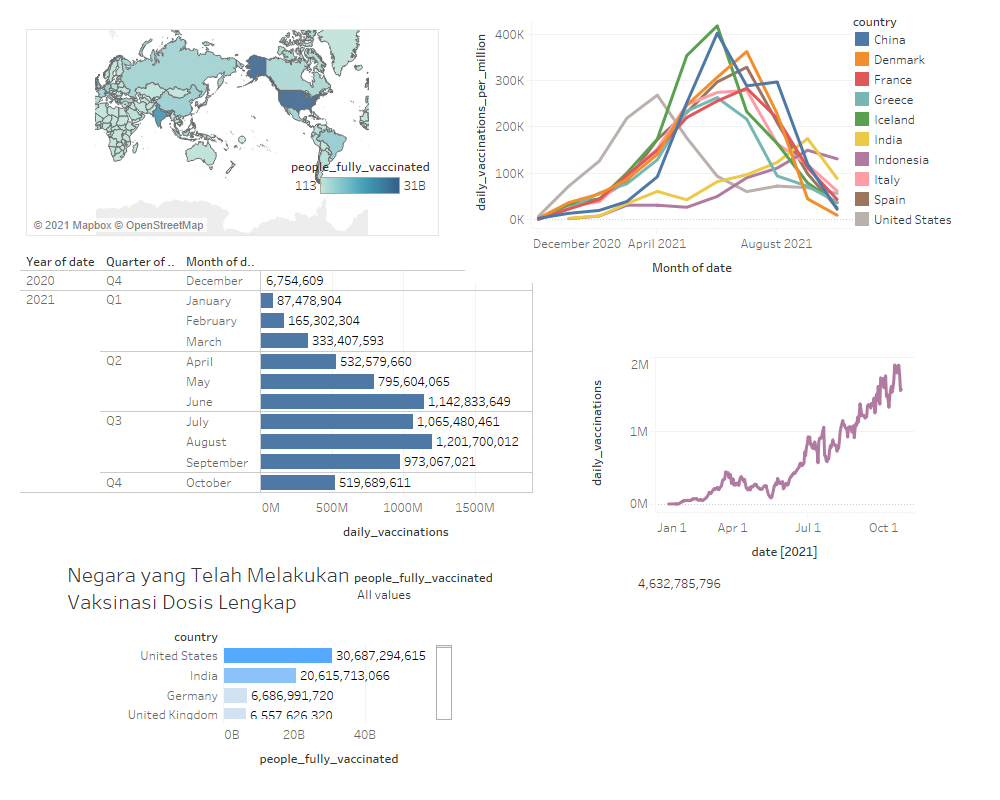 people_fully_vaccinated
113 31B
© 2021 Mapbox © OpenStreetMap
daily_vaccinations_per_million
400K
300K
200K
100K
0K
December 2020 April 2021 August 2021
Month of date
country
China
Denmark
France
Greece
Iceland
India
Indonesia
Italy
Spain
United States
Year of date Quarter of .. Month of d..
2020 Q4 December 6,754,609
2021 Q1 January 87,478,904
February 165,302,304
March 333,407,593
Q2 April 532,579,660
May 795,604,065
June 1,142,833,649
Q3 July 1,065,480,461
August 1,201,700,012
September 973,067,021
Q4 October 519,689,611
0M 500M 1000M 1500M
daily_vaccinations
daily_vaccinations
2M
1M
0M
Jan 1 Apr 1 Jul 1 Oct 1
date [2021]
4,632,785,796
Negara yang Telah Melakukan
Vaksinasi Dosis Lengkap
people_fully_vaccinated
All values
country
United States 30,687,294,615
India 20,615,713,066
Germany 6,686,991,720
United Kingdom 6,557,626,320
0B 20B 40B
people_fully_vaccinated